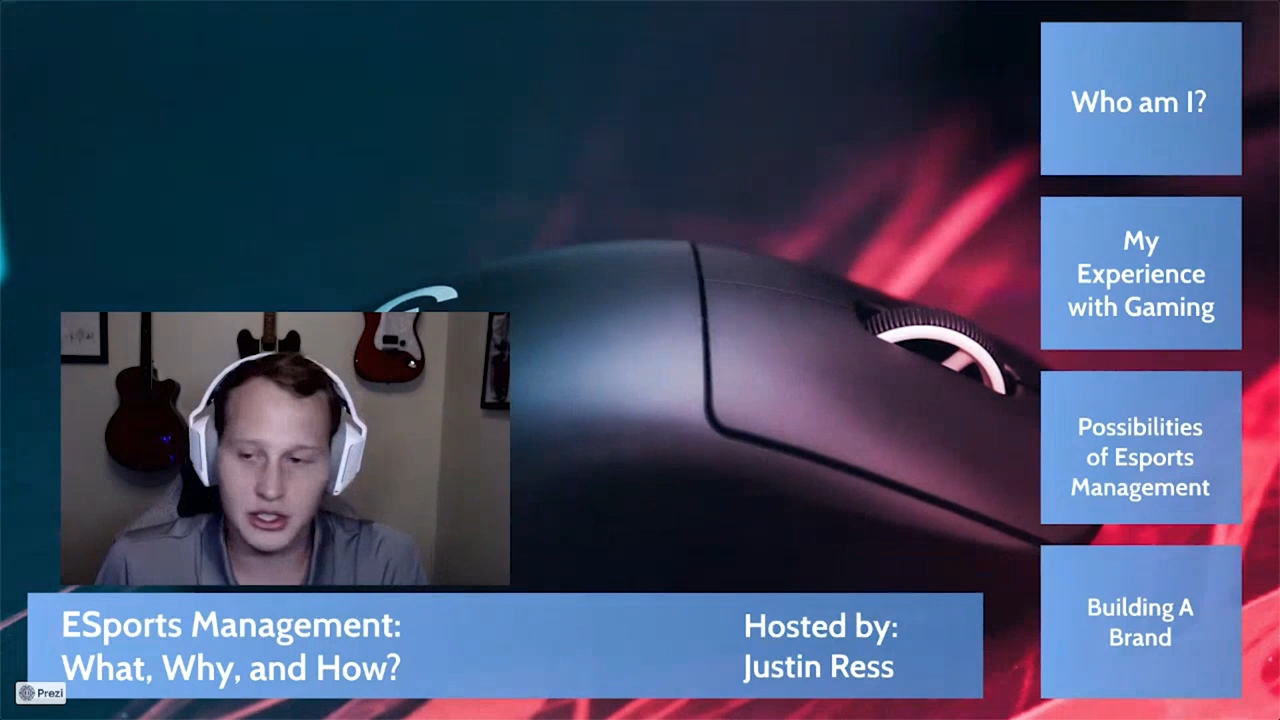 Who am I?
My
Experience
with Gaming
Possibilities
of Esports
Management
Building A
Brand
ESports Management:
What, Why, and How?
Hosted by:
Justin Ress
Prezi